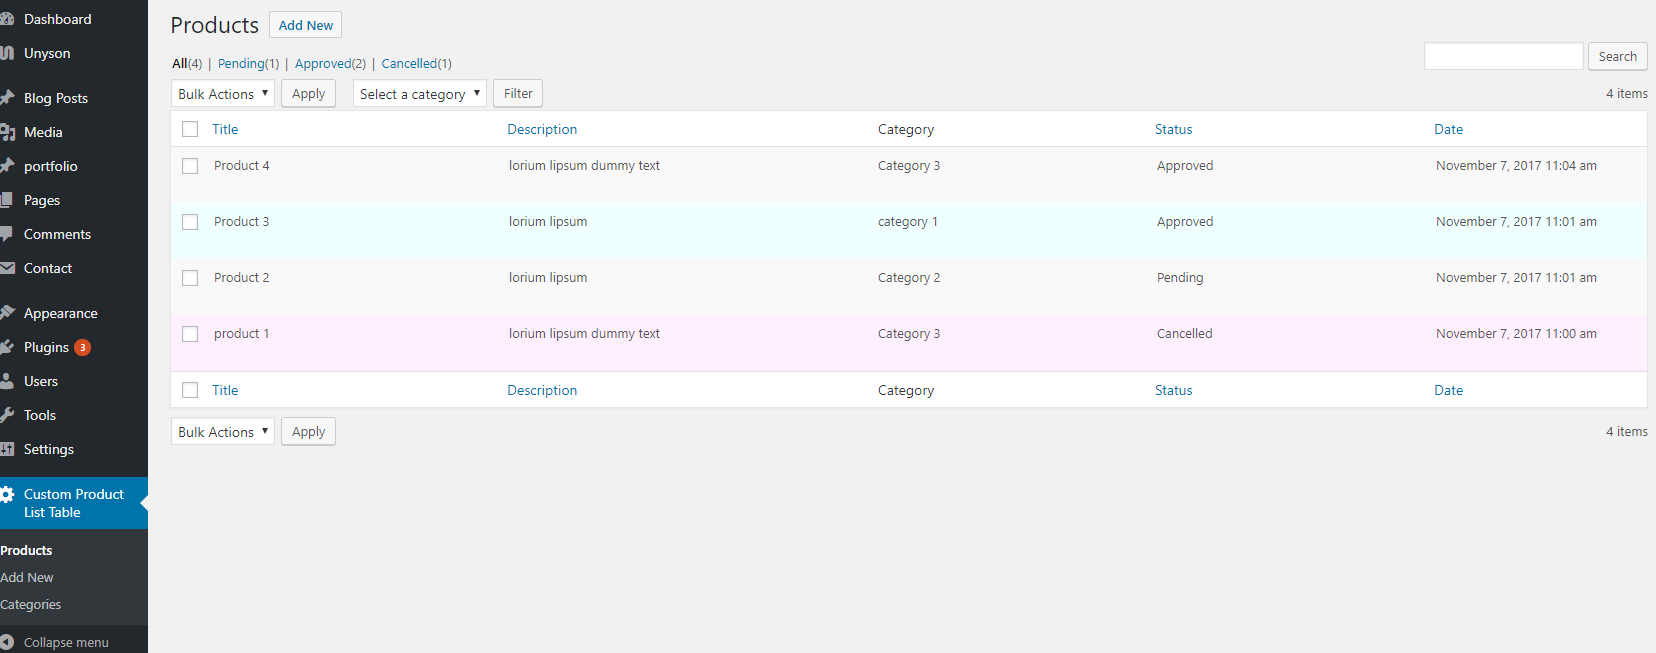 Dashboard
Unyson
Blog Posts
Media
portfolio
Pages
Comments
Contact
Appearance
Plugins 3
Users
Tools
Settings
Custom Product
List Table
Products
Add New
Categories
Collapse menu
Products Add New
All(4) | Pending(1) | Approved(2) | Cancelled(1)
Search
Bulk Actions Apply Select a category Filter 4 items
Title Description Category Status Date
Product 4 lorium lipsum dummy text Category 3 Approved November 7, 2017 11:04 am
Product 3 lorium lipsum category 1 Approved November 7, 2017 11:01 am
Product 2 lorium lipsum Category 2 Pending November 7, 2017 11:01 am
product 1 lorium lipsum dummy text Category 3 Cancelled November 7, 2017 11:00 am
Title Description Category Status Date
Bulk Actions Apply 4 items